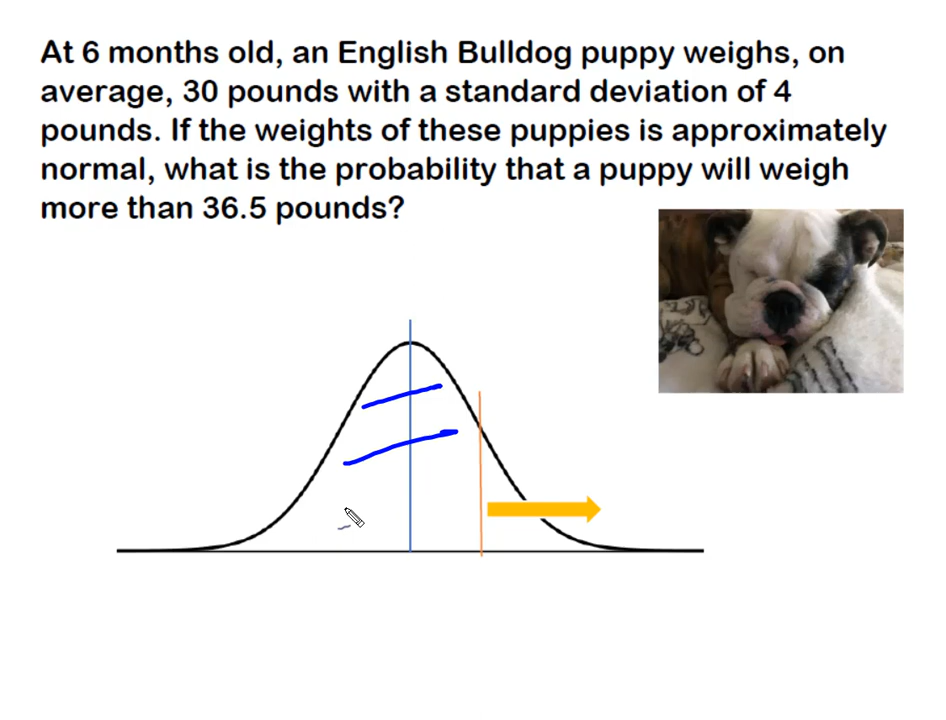 At 6 months old, an English Bulldog puppy weighs, on
average, 30 pounds with a standard deviation of 4
pounds. If the weights of these puppies is approximately
normal, what is the probability that a puppy will weigh
more than 36.5 pounds?